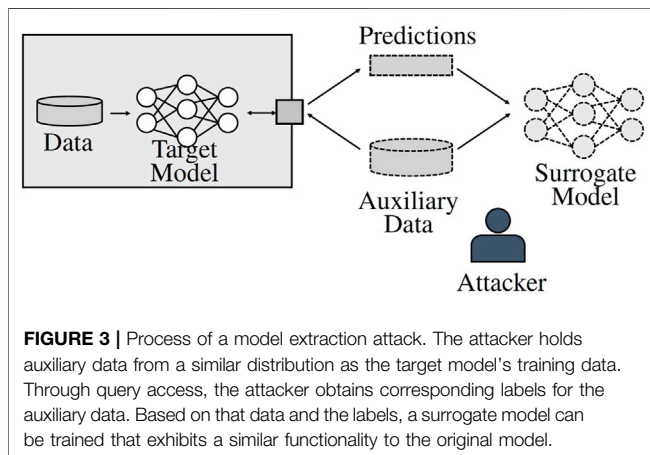 Predictions
Data
Target
Model
Auxiliary
Data
Surrogate
Model
Attacker
FIGURE 3 | Process of a model extraction attack. The attacker holds
auxiliary data from a similar distribution as the target model's training data.
Through query access, the attacker obtains corresponding labels for the
auxiliary data. Based on that data and the labels, a surrogate model can
be trained that exhibits a similar functionality to the original model.